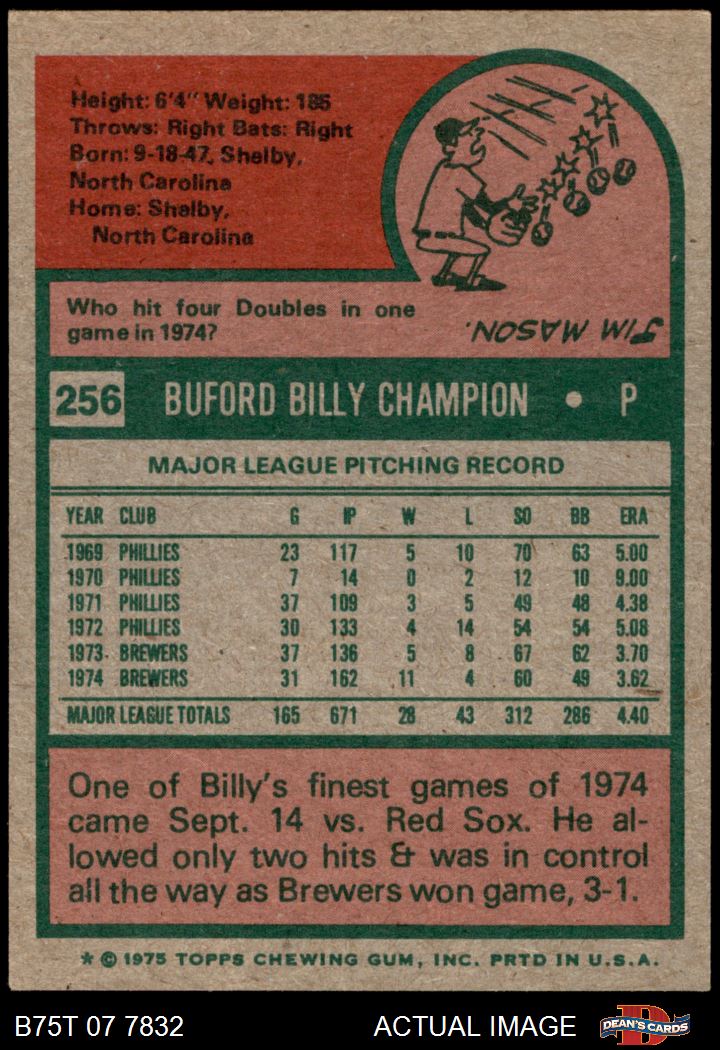 Height: 6'4" Weight: 185
Throws: Right Bats: Right
Born: 9-18-47, Shelby,
North Carolina
Home: Shelby,
North Carolina
Who hit four Doubles in one
game in 1974?
JIM MASON.
256 BUFORD BILLY CHAMPION • P
MAJOR LEAGUE PITCHING RECORD
YEAR CLUB G IP W L SO BB ERA
1969 PHILLIES 23 117 5 10 70 63 5.00
1970 PHILLIES 7 14 0 2 12 10 9.00
1971 PHILLIES 37 109 3 5 49 48 4.38
1972 PHILLIES 30 133 4 14 54 54 5.08
1973 BREWERS 37 136 5 8 67 62 3.70
1974 BREWERS 31 162 11 4 60 49 3.62
MAJOR LEAGUE TOTALS 165 671 28 43 312 286 4.40
One of Billy's finest games of 1974
came Sept. 14 vs. Red Sox. He al-
lowed only two hits & was in control
all the way as Brewers won game, 3-1.
* © 1975 TOPPS CHEWING GUM, INC. PRTD IN U.S.A.
B75T 07 7832 ACTUAL IMAGE D DEAN'S CARDS